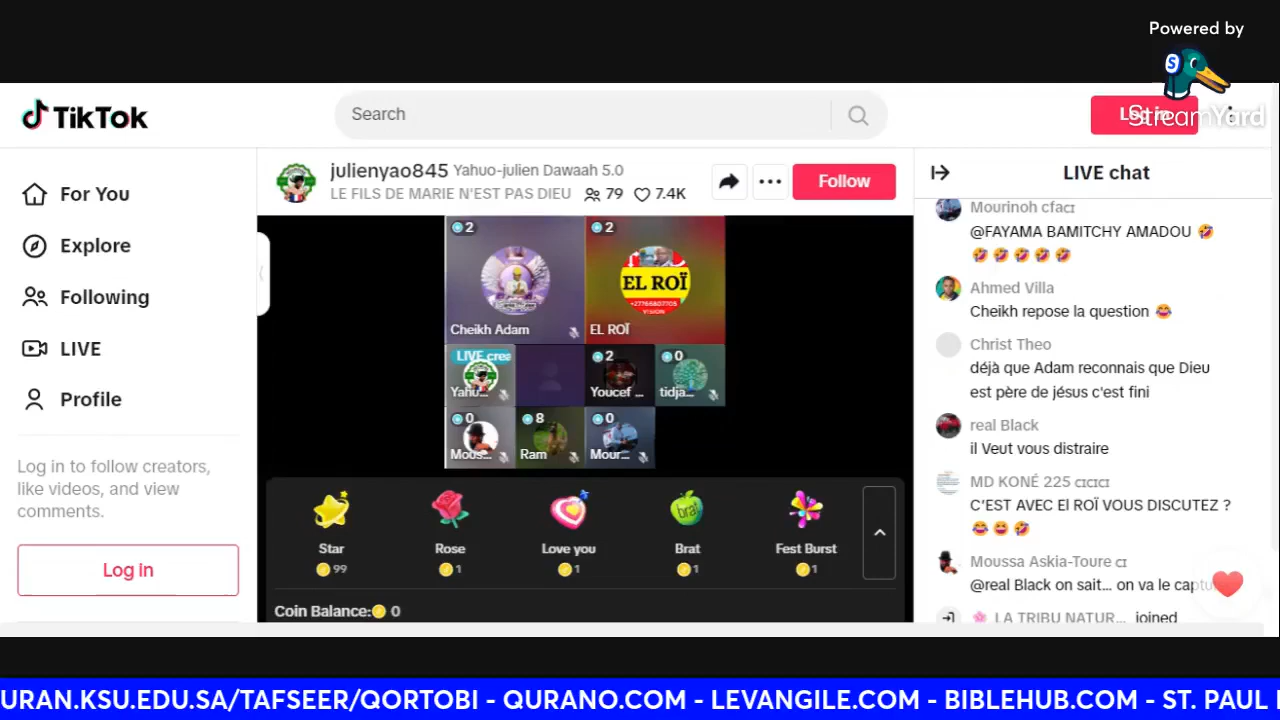 Powered by
StreamYard
TikTok
Search
For You
Explore
Following
LIVE
Profile
Log in to follow creators,
like videos, and view
comments.
Log in
julienyao845 Yahuo-julien Dawaah 5.0
LE FILS DE MARIE N'EST PAS DIEU 79 7.4K
Follow
2
2
EL ROÏ
+27766807705
VISION
Cheikh Adam
EL ROÏ
LIVE crea
2
0
Yahu...
Youcef ...
tidja...
0
8
0
Mous...
Ram
Mour...
Star
Rose
Love you
Brat
Fest Burst
99
1
1
1
1
Coin Balance: 0
LIVE chat
Mourinoh cfaci
@FAYAMA BAMITCHY AMADOU 🤣
🤣🤣🤣🤣🤣
Ahmed Villa
Cheikh repose la question 😂
Christ Theo
déjà que Adam reconnais que Dieu
est père de jésus c'est fini
real Black
il Veut vous distraire
MD KONÉ 225
C'EST AVEC El ROÏ VOUS DISCUTEZ ?
😂😄🤣
Moussa Askia-Toure
@real Black on sait... on va le captu
LA TRIBU NATUR... joined
URAN.KSU.EDU.SA/TAFSEER/QORTOBI - QURANO.COM - LEVANGILE.COM - BIBLEHUB.COM - ST. PAUL